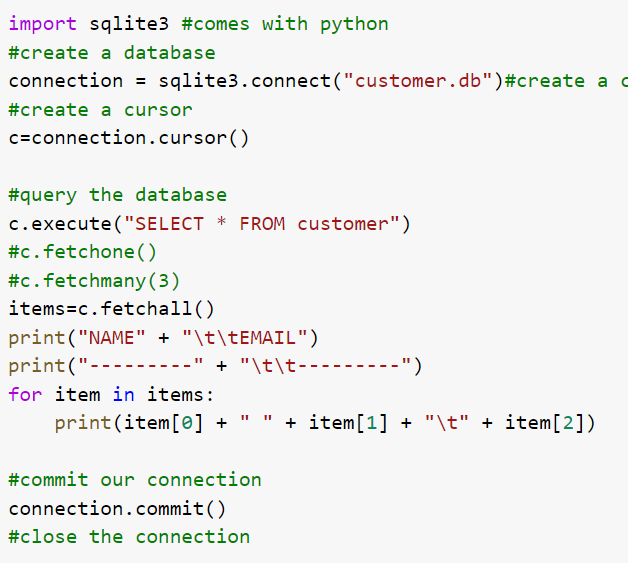 import sqlite3 #comes with python
#create a database
connection = sqlite3.connect("customer.db")#create a c
#create a cursor
c=connection.cursor()
#query the database
c.execute("SELECT * FROM customer")
#c.fetchone()
#c.fetchmany(3)
items=c.fetchall()
print("NAME" + "\t\tEMAIL")
print("---------" + "\t\t---------")
for item in items:
    print(item[0] + " " + item[1] + "\t" + item[2])
#commit our connection
connection.commit()
#close the connection